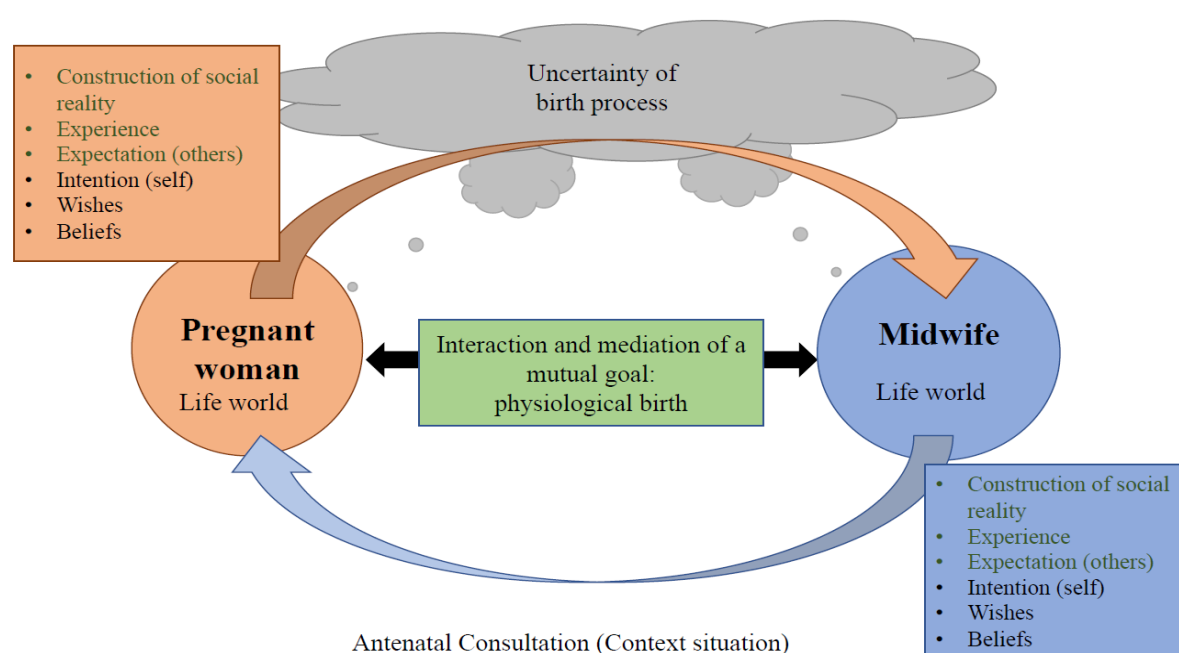 • Construction of social
reality
• Experience
• Expectation (others)
• Intention (self)
• Wishes
• Beliefs
Uncertainty of
birth process
Pregnant
woman
Life world
Interaction and mediation of a
mutual goal:
physiological birth
Midwife
Life world
• Construction of social
reality
• Experience
• Expectation (others)
• Intention (self)
• Wishes
• Beliefs
Antenatal Consultation (Context situation)